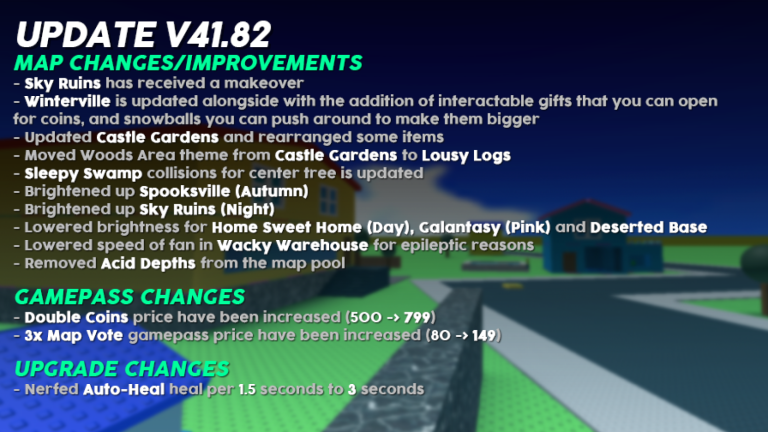 UPDATE V41.82
MAP CHANGES/IMPROVEMENTS
- Sky Ruins has received a makeover
- Winterville is updated alongside with the addition of interactable gifts that you can open
for coins, and snowballs you can push around to make them bigger
- Updated Castle Gardens and rearranged some items
- Moved Woods Area theme from Castle Gardens to Lousy Logs
- Sleepy Swamp collisions for center tree is updated
- Brightened up Spooksville (Autumn)
- Brightened up Sky Ruins (Night)
- Lowered brightness for Home Sweet Home (Day), Galantasy (Pink) and Deserted Base
- Lowered speed of fan in Wacky Warehouse for epileptic reasons
- Removed Acid Depths from the map pool
GAMEPASS CHANGES
- Double Coins price have been increased (500 -> 799)
- 3x Map Vote gamepass price have been increased (80 -> 149)
UPGRADE CHANGES
- Nerfed Auto-Heal heal per 1.5 seconds to 3 seconds